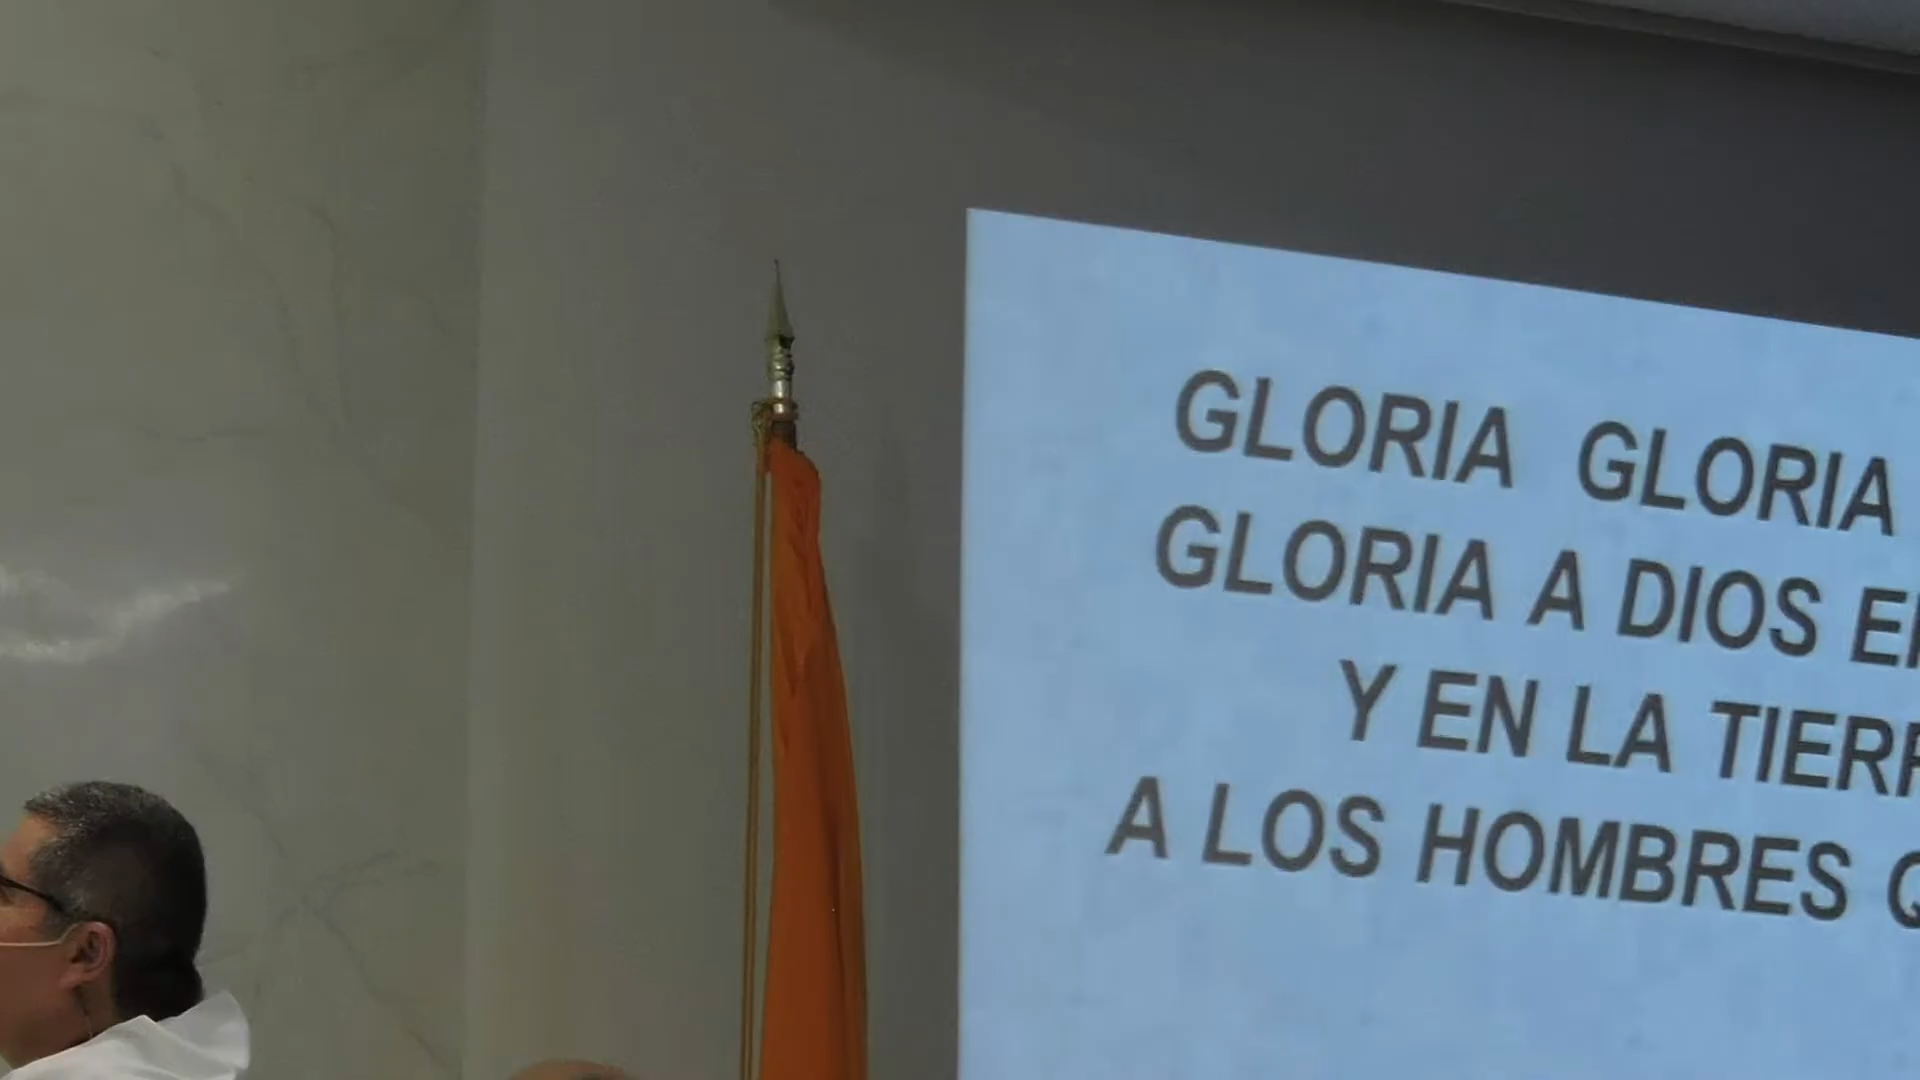 GLORIA GLORIA
GLORIA A DIOS
Y EN LA
A LOS HOMBRES